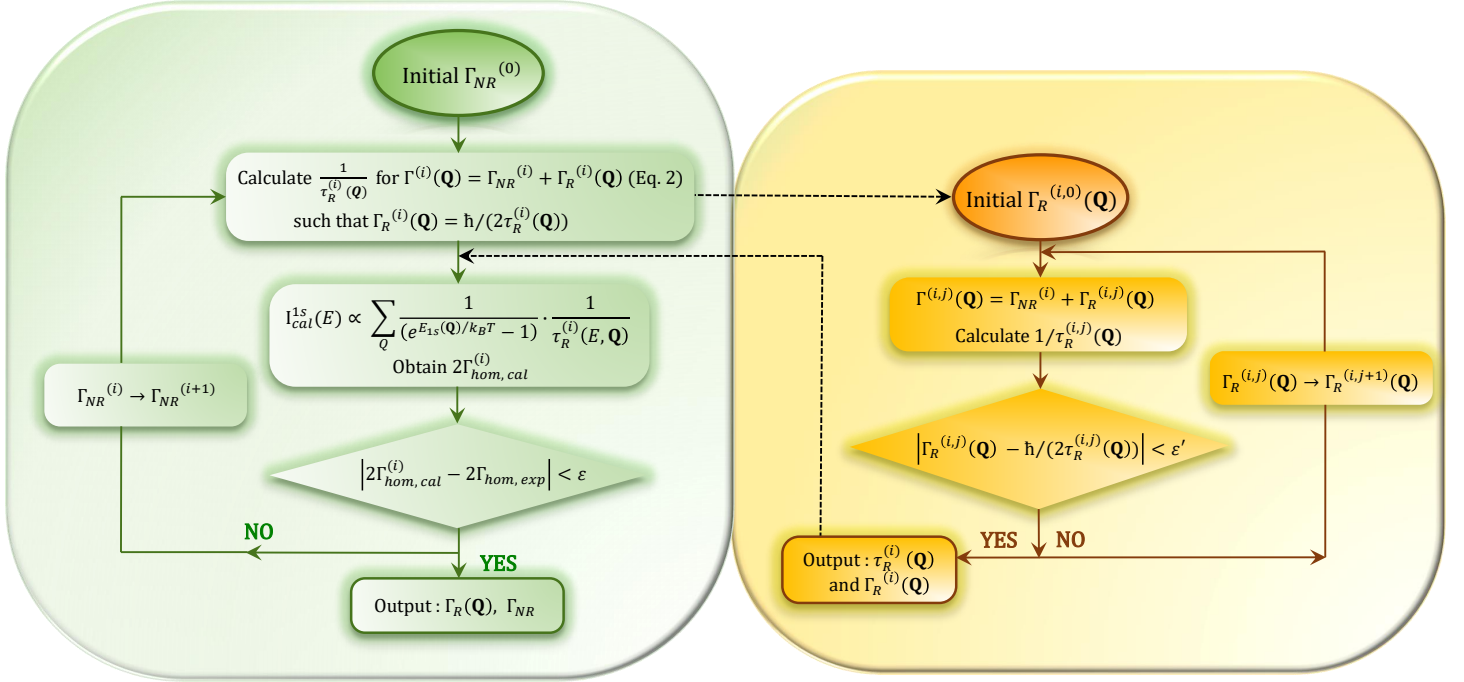 Initial Γ_NR^(0)
Calculate 1/τ_R^(i)(Q) for Γ^(i)(Q) = Γ_NR^(i) + Γ_R^(i)(Q) (Eq. 2)
such that Γ_R^(i)(Q) = ħ/(2τ_R^(i)(Q))
I_cal^1s(E) ∝ ∑_Q 1/(e^(E_1s(Q)/k_BT) − 1) · 1/τ_R^(i)(E, Q)
Obtain 2Γ_hom, cal^(i)
Γ_NR^(i) → Γ_NR^(i+1)
|2Γ_hom, cal^(i) − 2Γ_hom, exp| < ε
NO
YES
Output : Γ_R(Q), Γ_NR
Initial Γ_R^(i,0)(Q)
Γ^(i,j)(Q) = Γ_NR^(i) + Γ_R^(i,j)(Q)
Calculate 1/τ_R^(i,j)(Q)
Γ_R^(i,j)(Q) → Γ_R^(i,j+1)(Q)
|Γ_R^(i,j)(Q) − ħ/(2τ_R^(i,j)(Q))| < ε′
YES NO
Output : τ_R^(i) (Q)
and Γ_R^(i)(Q)